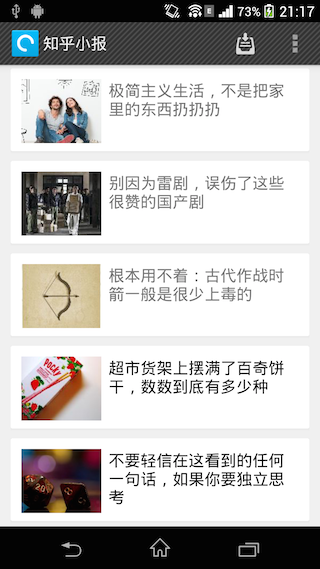 E 73% 21:17
知乎小报
极简主义生活，不是把家
里的东西扔扔扔
别因为雷剧，误伤了这些
很赞的国产剧
根本用不着：古代作战时
箭一般是很少上毒的
POCKY
超市货架上摆满了百奇饼
干，数数到底有多少种
不要轻信在这看到的任何
一句话，如果你要独立思
考